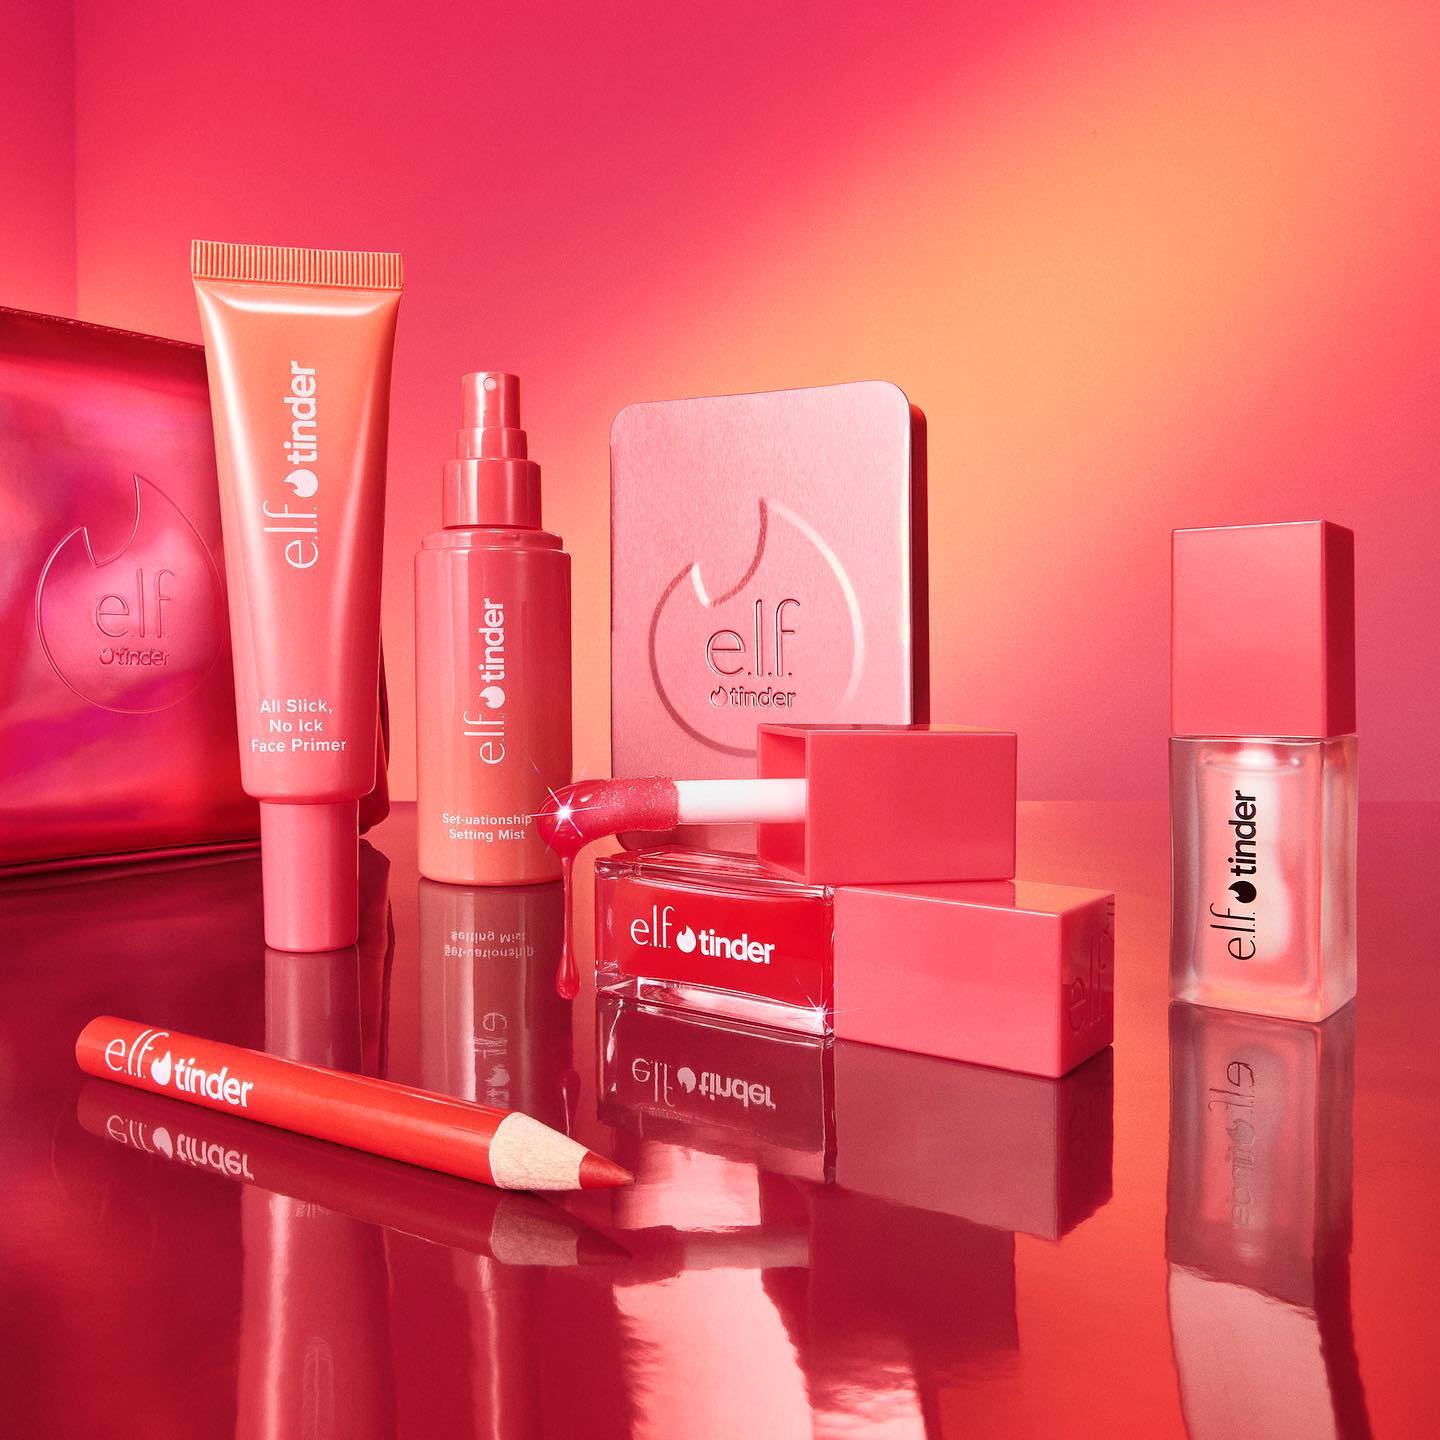 e.l.f.
tinder
e.l.f. tinder
All Slick,
No Ick
Face Primer
e.l.f. tinder
Set-uationship
Setting Mist
e.l.f.
tinder
e.l.f. tinder
e.l.f.
e.l.f. tinder
e.l.f. tinder